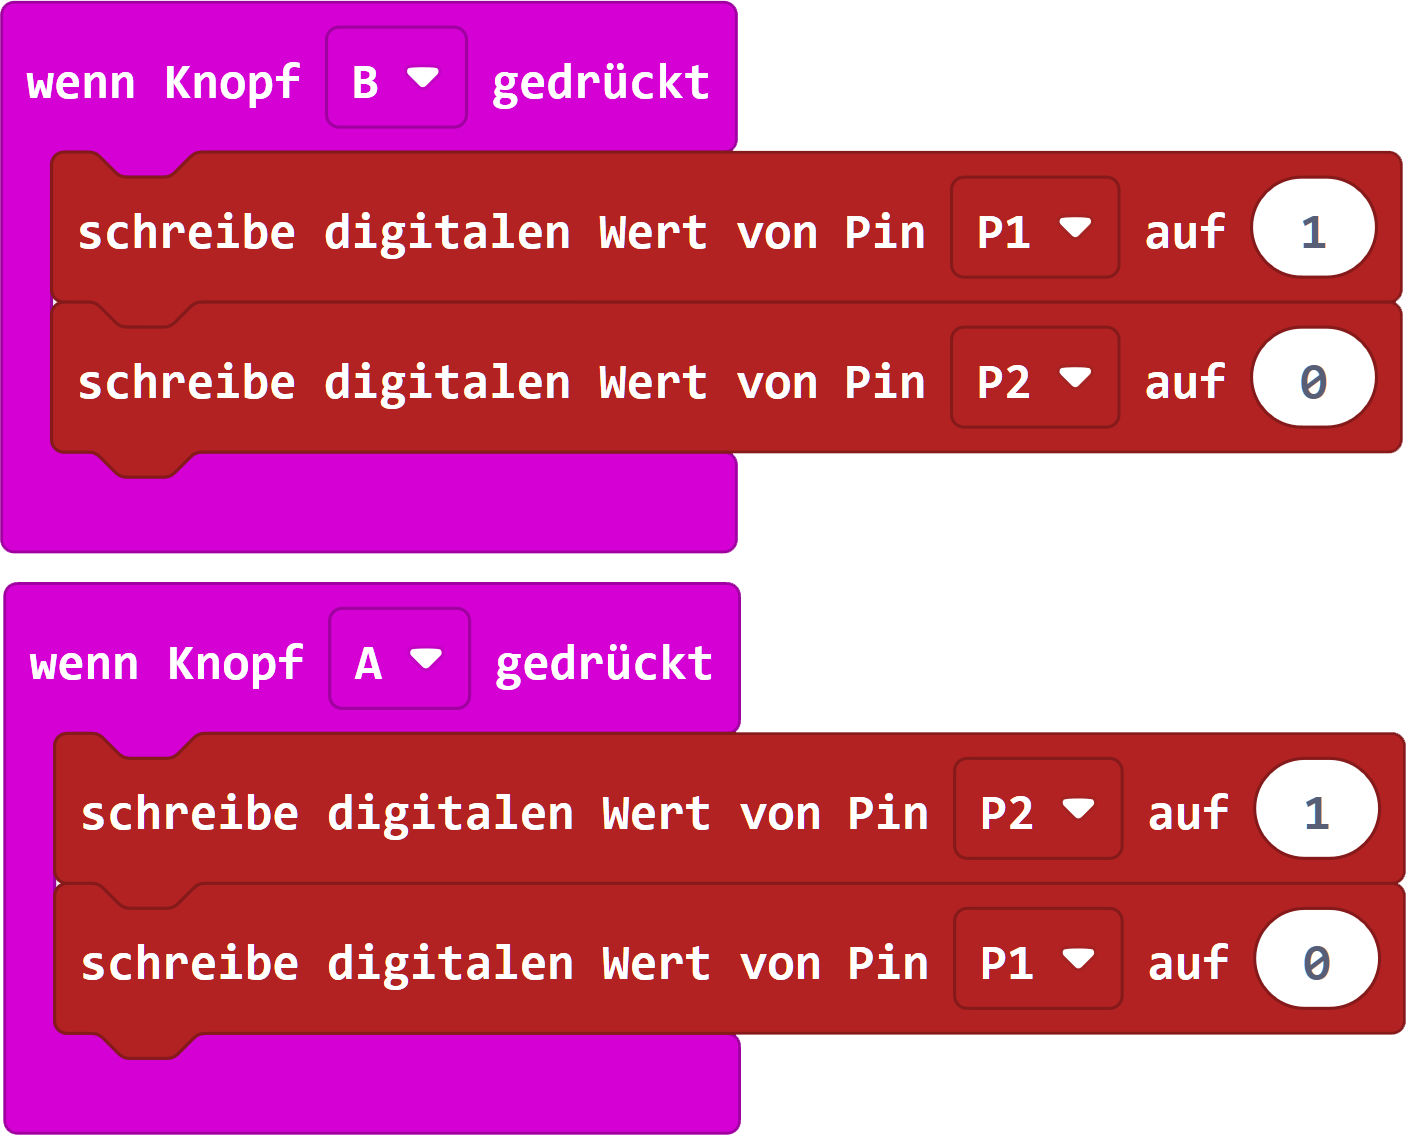 wenn Knopf B gedrückt
schreibe digitalen Wert von Pin P1 auf 1
schreibe digitalen Wert von Pin P2 auf 0
wenn Knopf A gedrückt
schreibe digitalen Wert von Pin P2 auf 1
schreibe digitalen Wert von Pin P1 auf 0